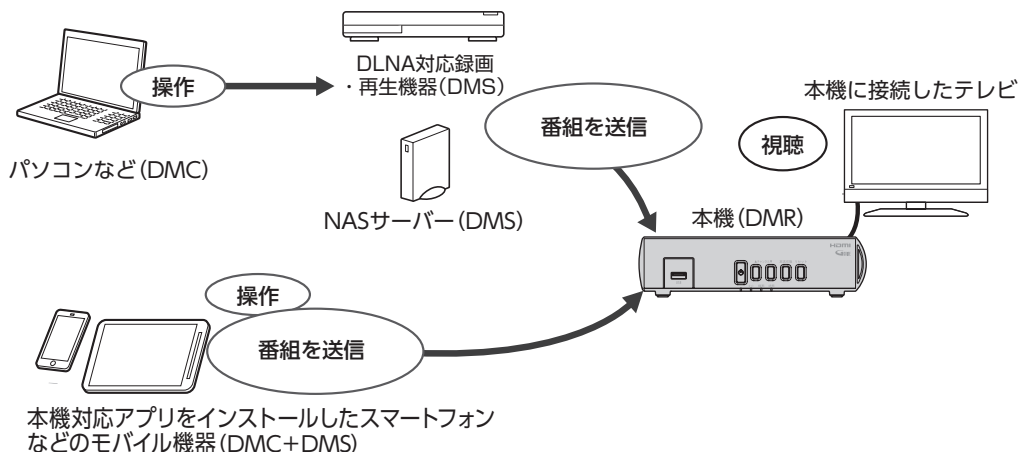 操作
DLNA対応録画
・再生機器(DMS)
パソコンなど(DMC)
番組を送信
本機に接続したテレビ
視聴
NASサーバー(DMS)
本機(DMR)
HDMI
操作
番組を送信
本機対応アプリをインストールしたスマートフォン
などのモバイル機器(DMC+DMS)